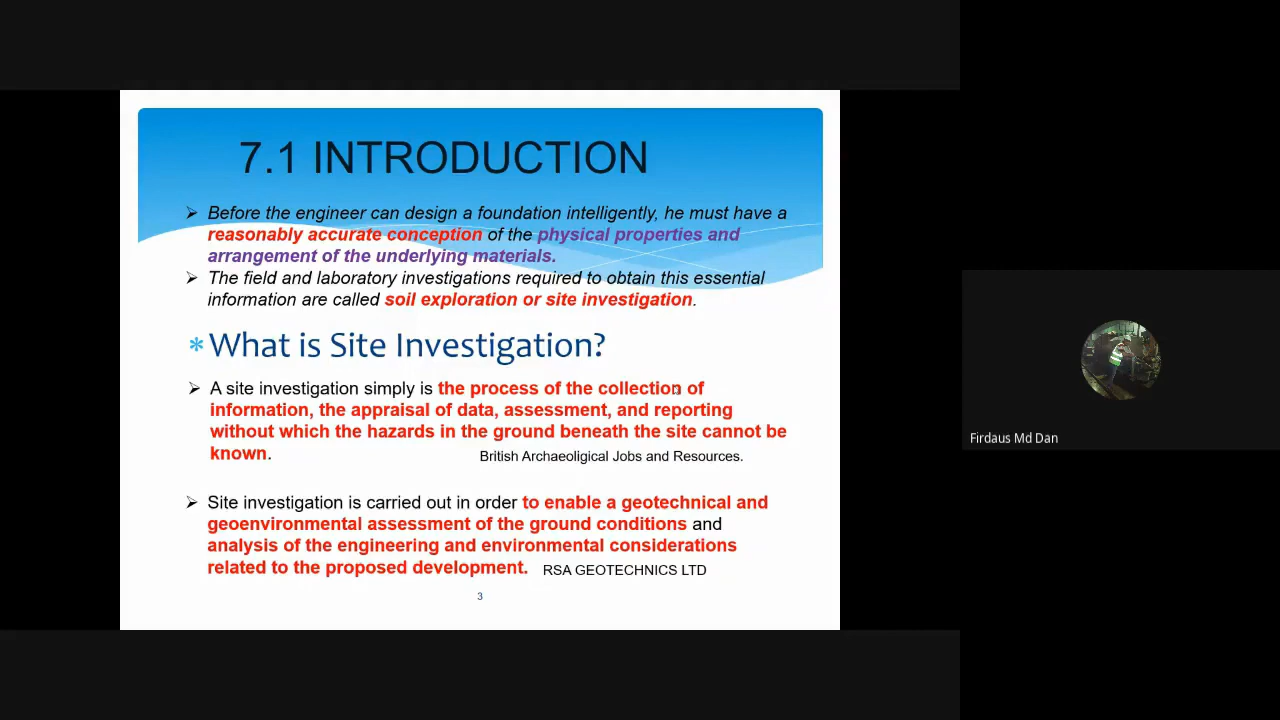 7.1 INTRODUCTION
➢ Before the engineer can design a foundation intelligently, he must have a
reasonably accurate conception of the physical properties and
arrangement of the underlying materials.
➢ The field and laboratory investigations required to obtain this essential
information are called soil exploration or site investigation.
* What is Site Investigation?
➢ A site investigation simply is the process of the collection of
information, the appraisal of data, assessment, and reporting
without which the hazards in the ground beneath the site cannot be
known.
British Archaeoligical Jobs and Resources.
➢ Site investigation is carried out in order to enable a geotechnical and
geoenvironmental assessment of the ground conditions and
analysis of the engineering and environmental considerations
related to the proposed development. RSA GEOTECHNICS LTD
3
Firdaus Md Dan